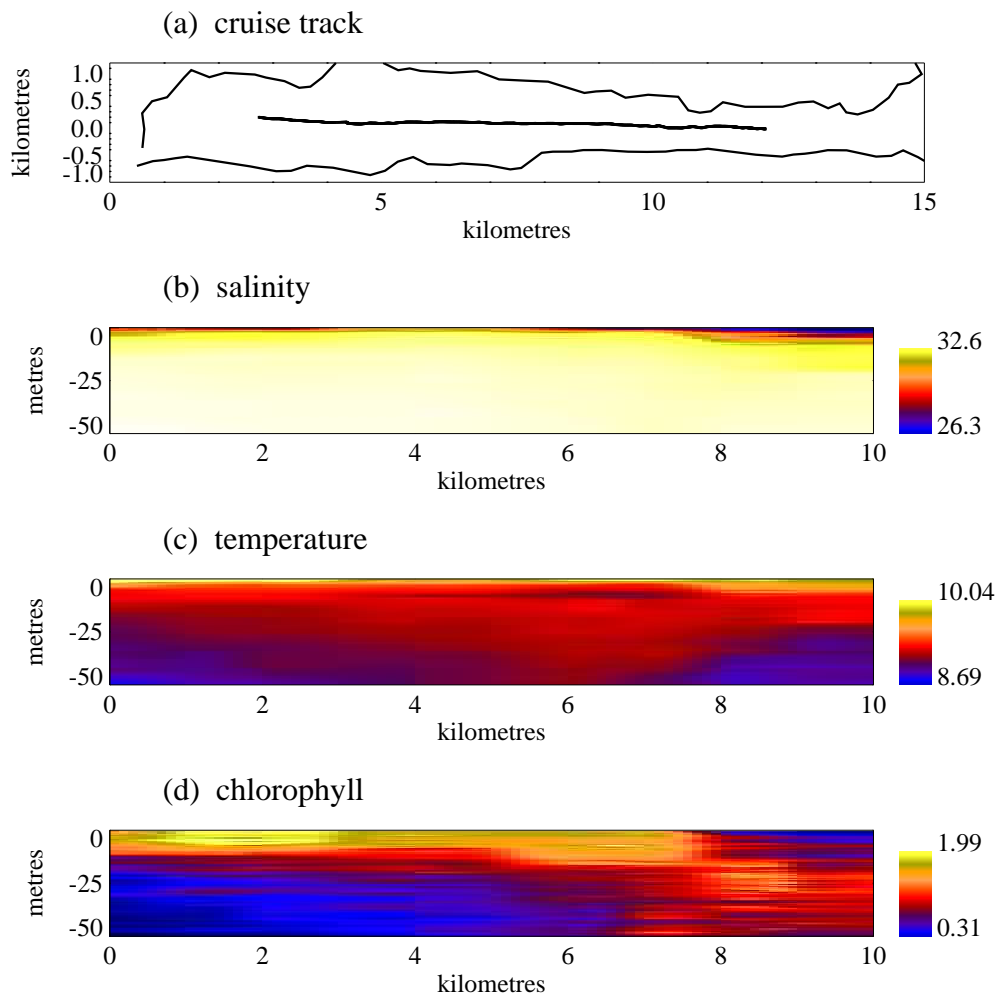 (a) cruise track
kilometres
1.0
0.5
0.0
-0.5
-1.0
0 5 10 15
kilometres
(b) salinity
metres
0
-25
-50
0 2 4 6 8 10
kilometres
32.6
26.3
(c) temperature
metres
0
-25
-50
0 2 4 6 8 10
kilometres
10.04
8.69
(d) chlorophyll
metres
0
-25
-50
0 2 4 6 8 10
kilometres
1.99
0.31